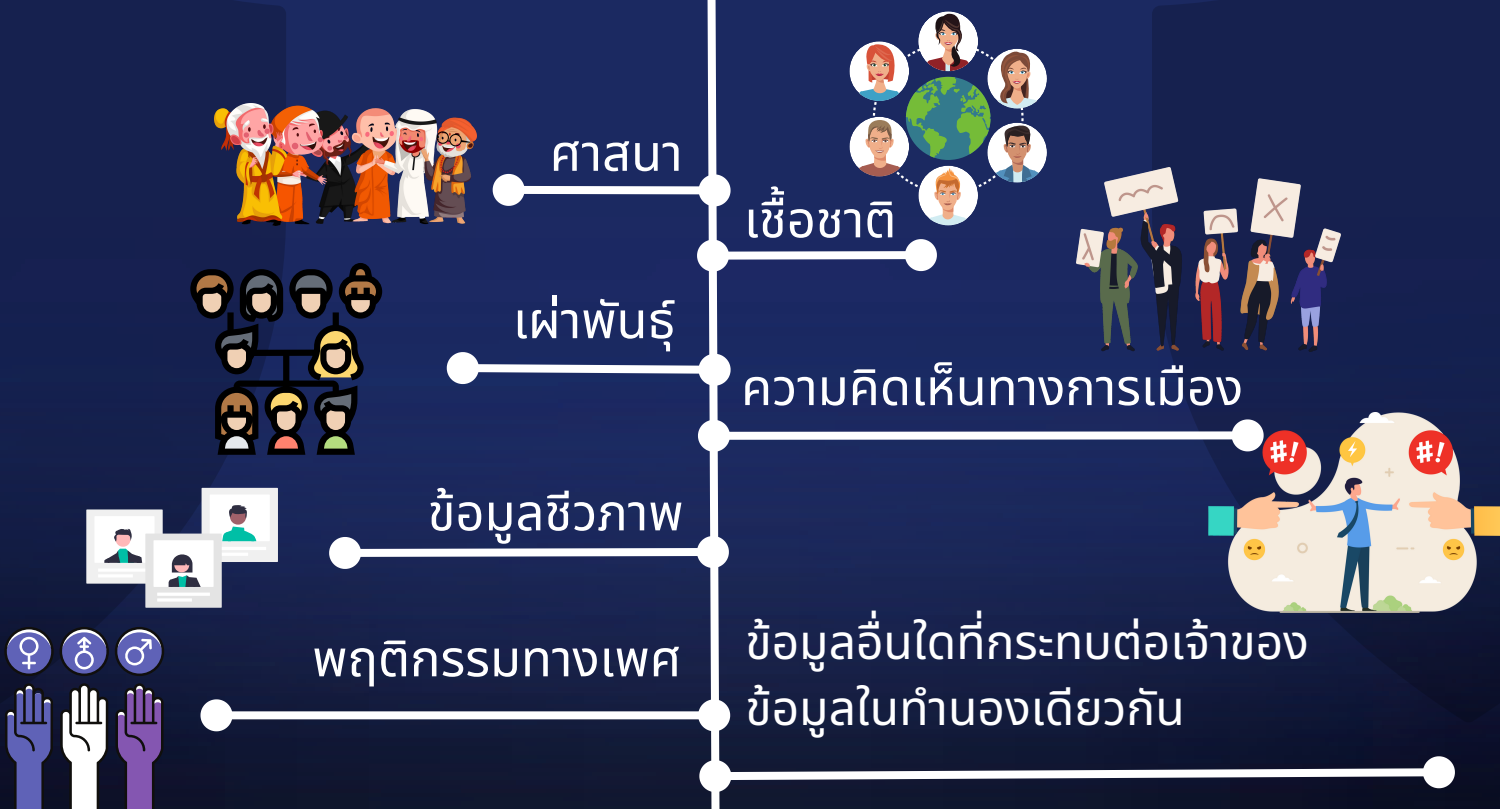 ศาสนา
เชื้อชาติ
เผ่าพันธุ์
ความคิดเห็นทางการเมือง
#!
#!
ข้อมูลชีวภาพ
พฤติกรรมทางเพศ
ข้อมูลอื่นใดที่กระทบต่อเจ้าของ
ข้อมูลในทำนองเดียวกัน